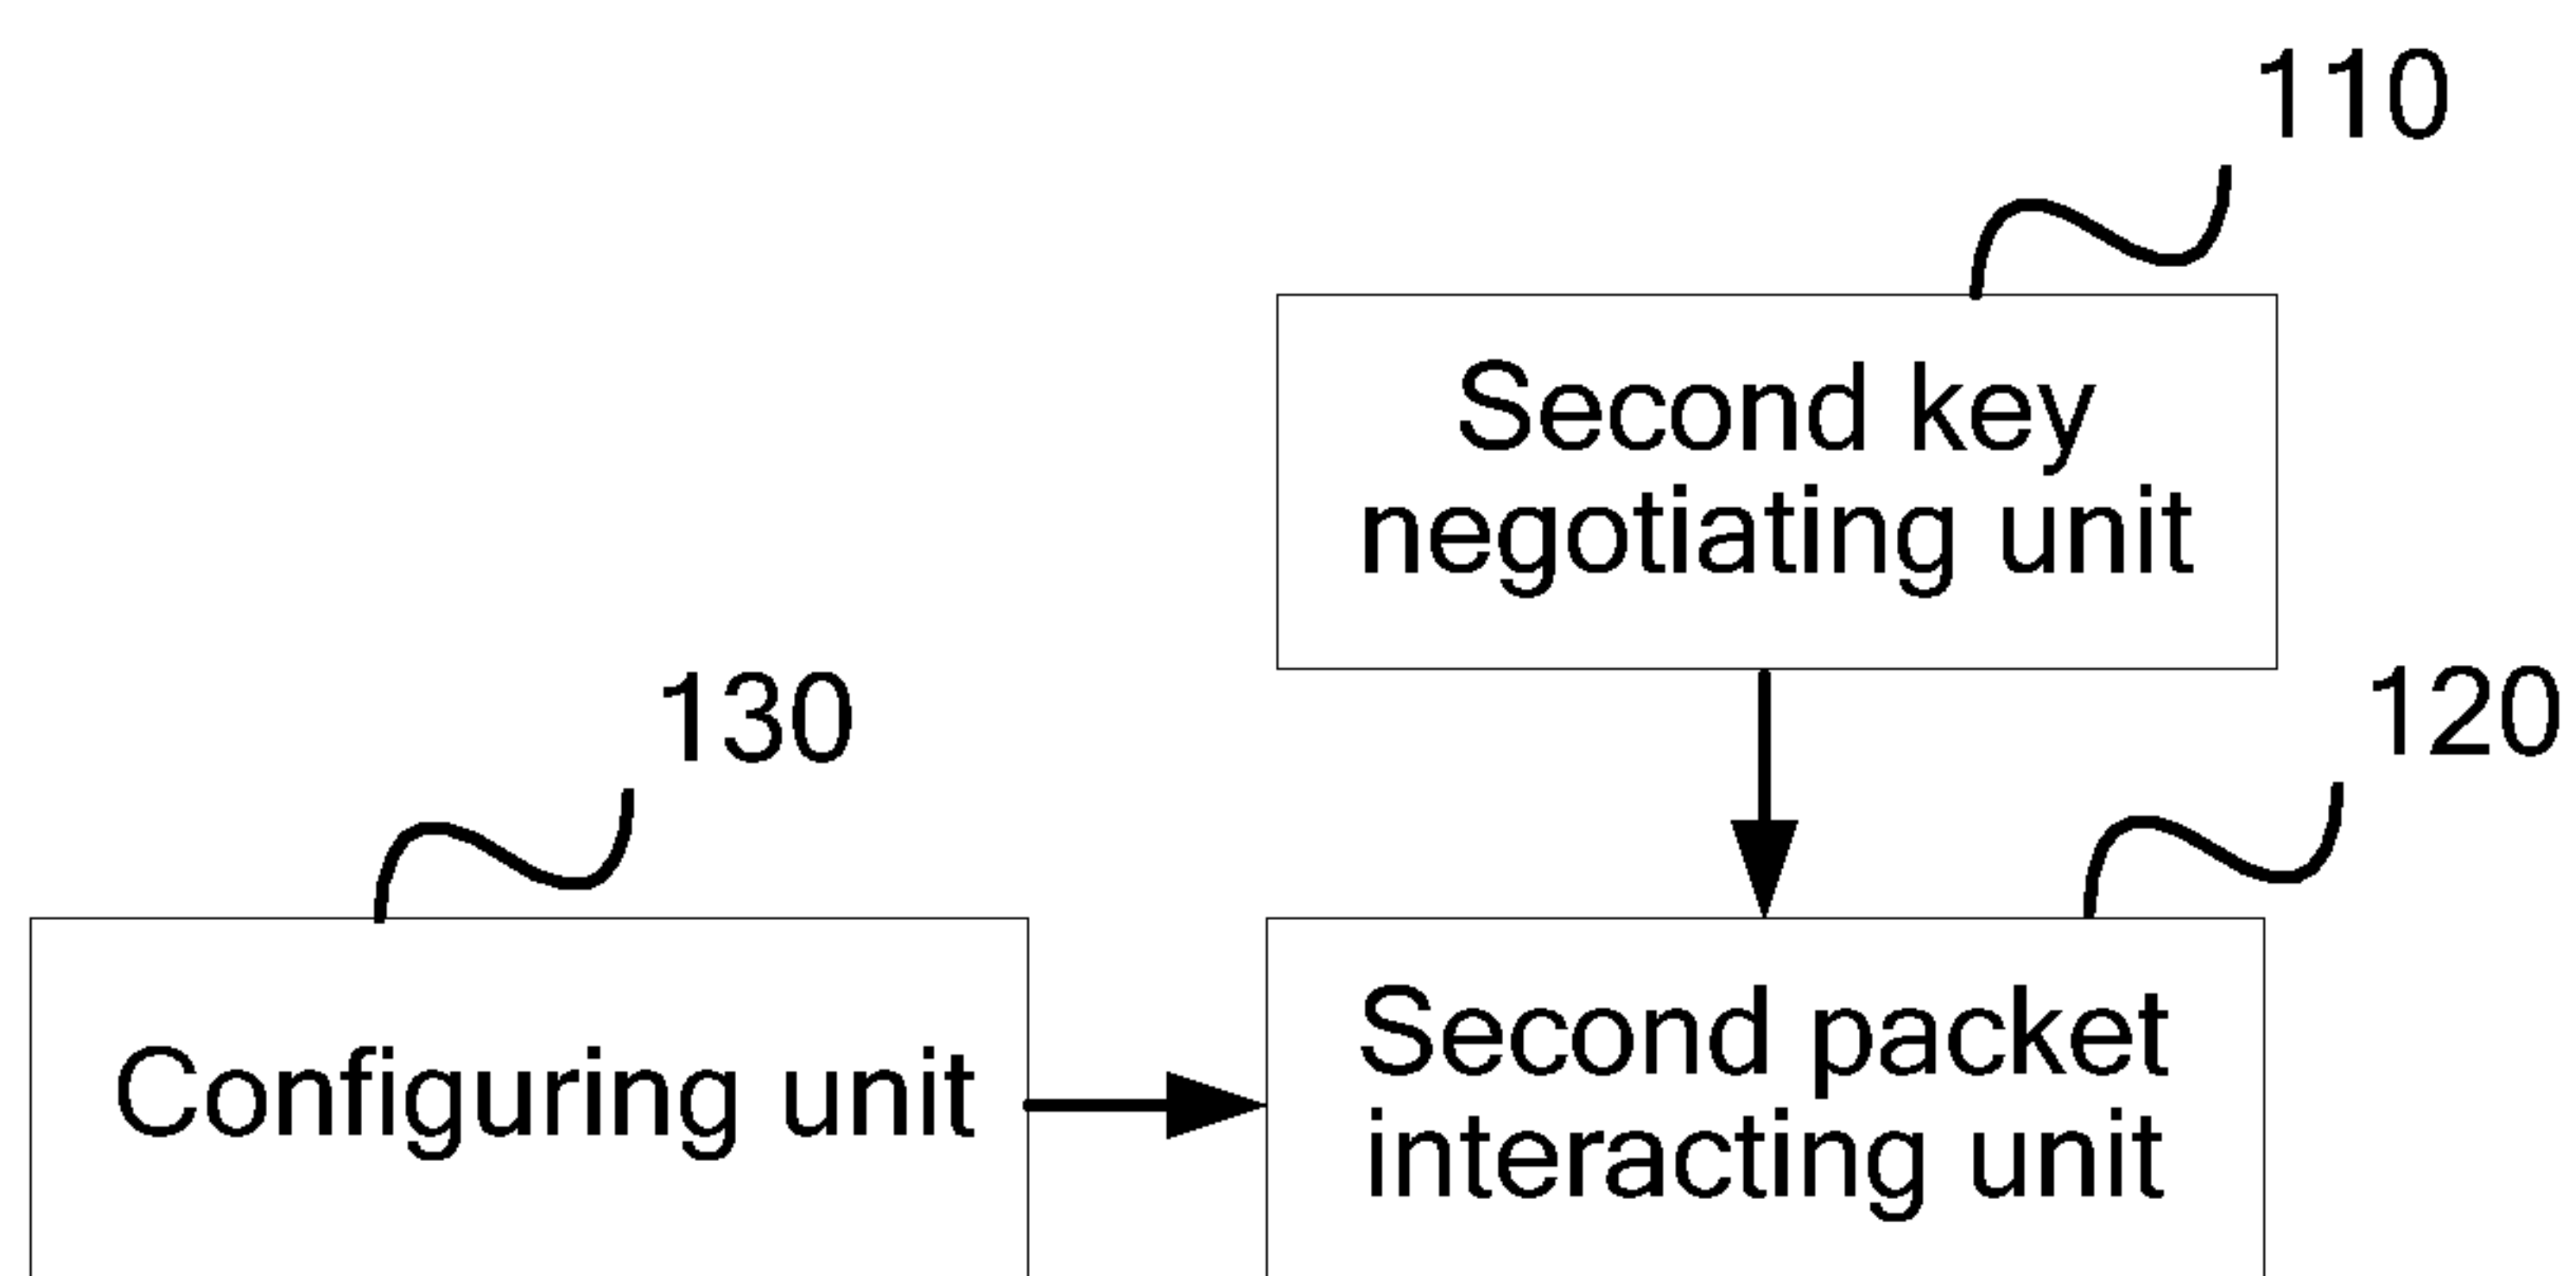 110
Second key
negotiating unit
130
120
Configuring unit
Second packet
interacting unit